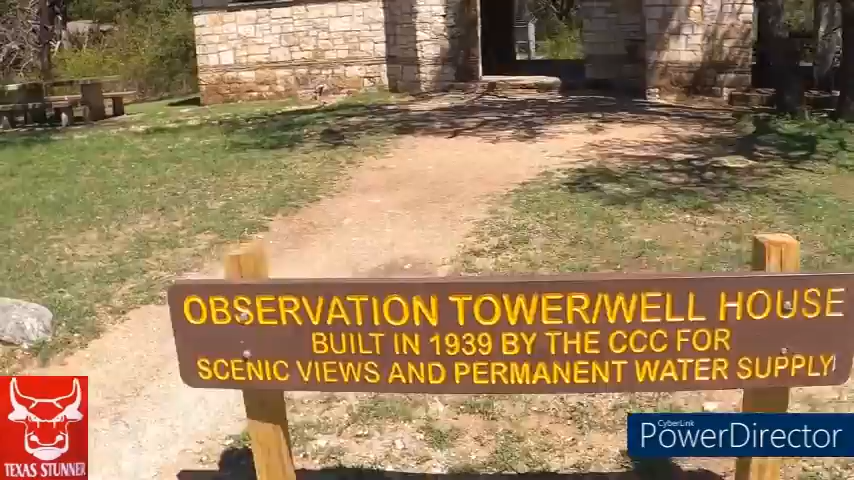 OBSERVATION TOWER/WELL HOUSE
BUILT IN 1939 BY THE CCC FOR
SCENIC VIEWS AND PERMANENT WATER SUPPLY
TEXAS STUNNER
CyberLink
PowerDirector